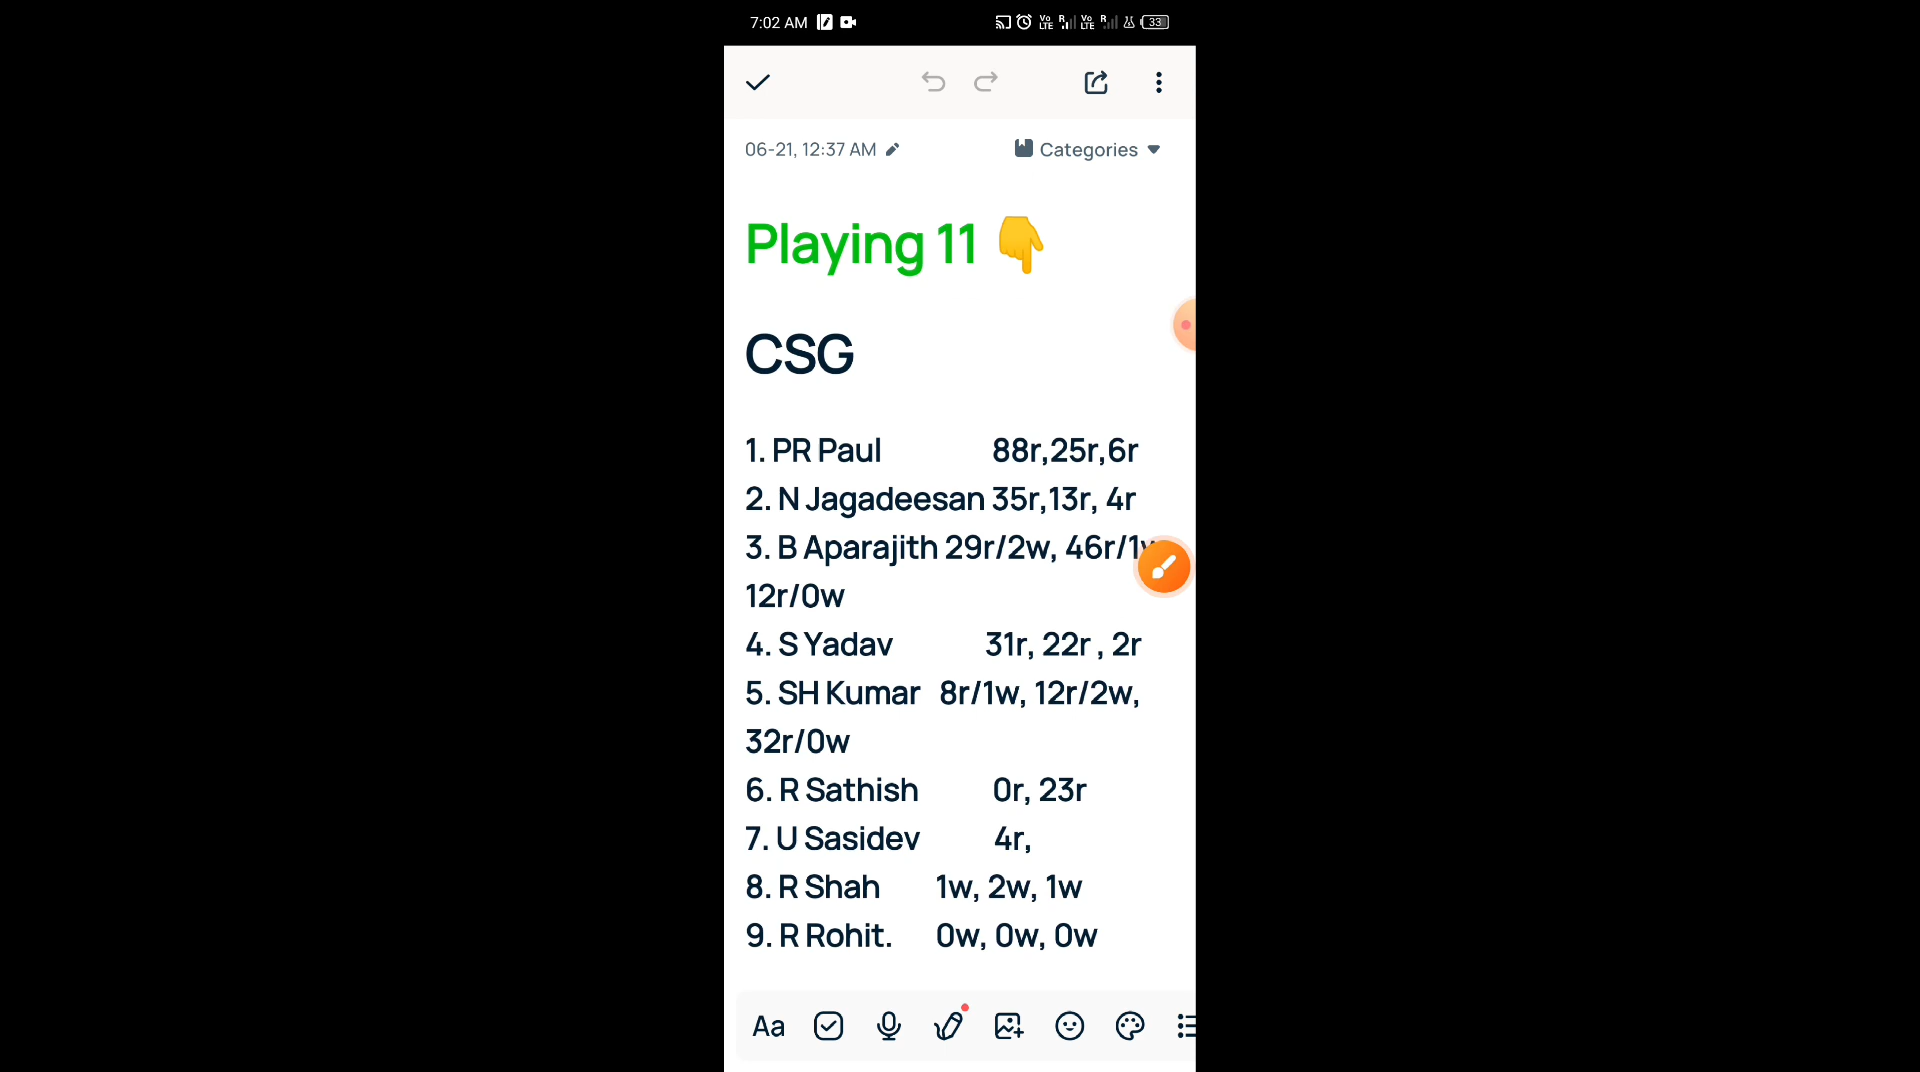 7:02 AM
33
06-21, 12:37 AM
Categories
Playing 11 👇
CSG
1. PR Paul 88r,25r,6r
2. N Jagadeesan 35r,13r, 4r
3. B Aparajith 29r/2w, 46r/1w
12r/0w
4. S Yadav 31r, 22r , 2r
5. SH Kumar 8r/1w, 12r/2w,
32r/0w
6. R Sathish 0r, 23r
7. U Sasidev 4r,
8. R Shah 1w, 2w, 1w
9. R Rohit. 0w, 0w, 0w
Aa